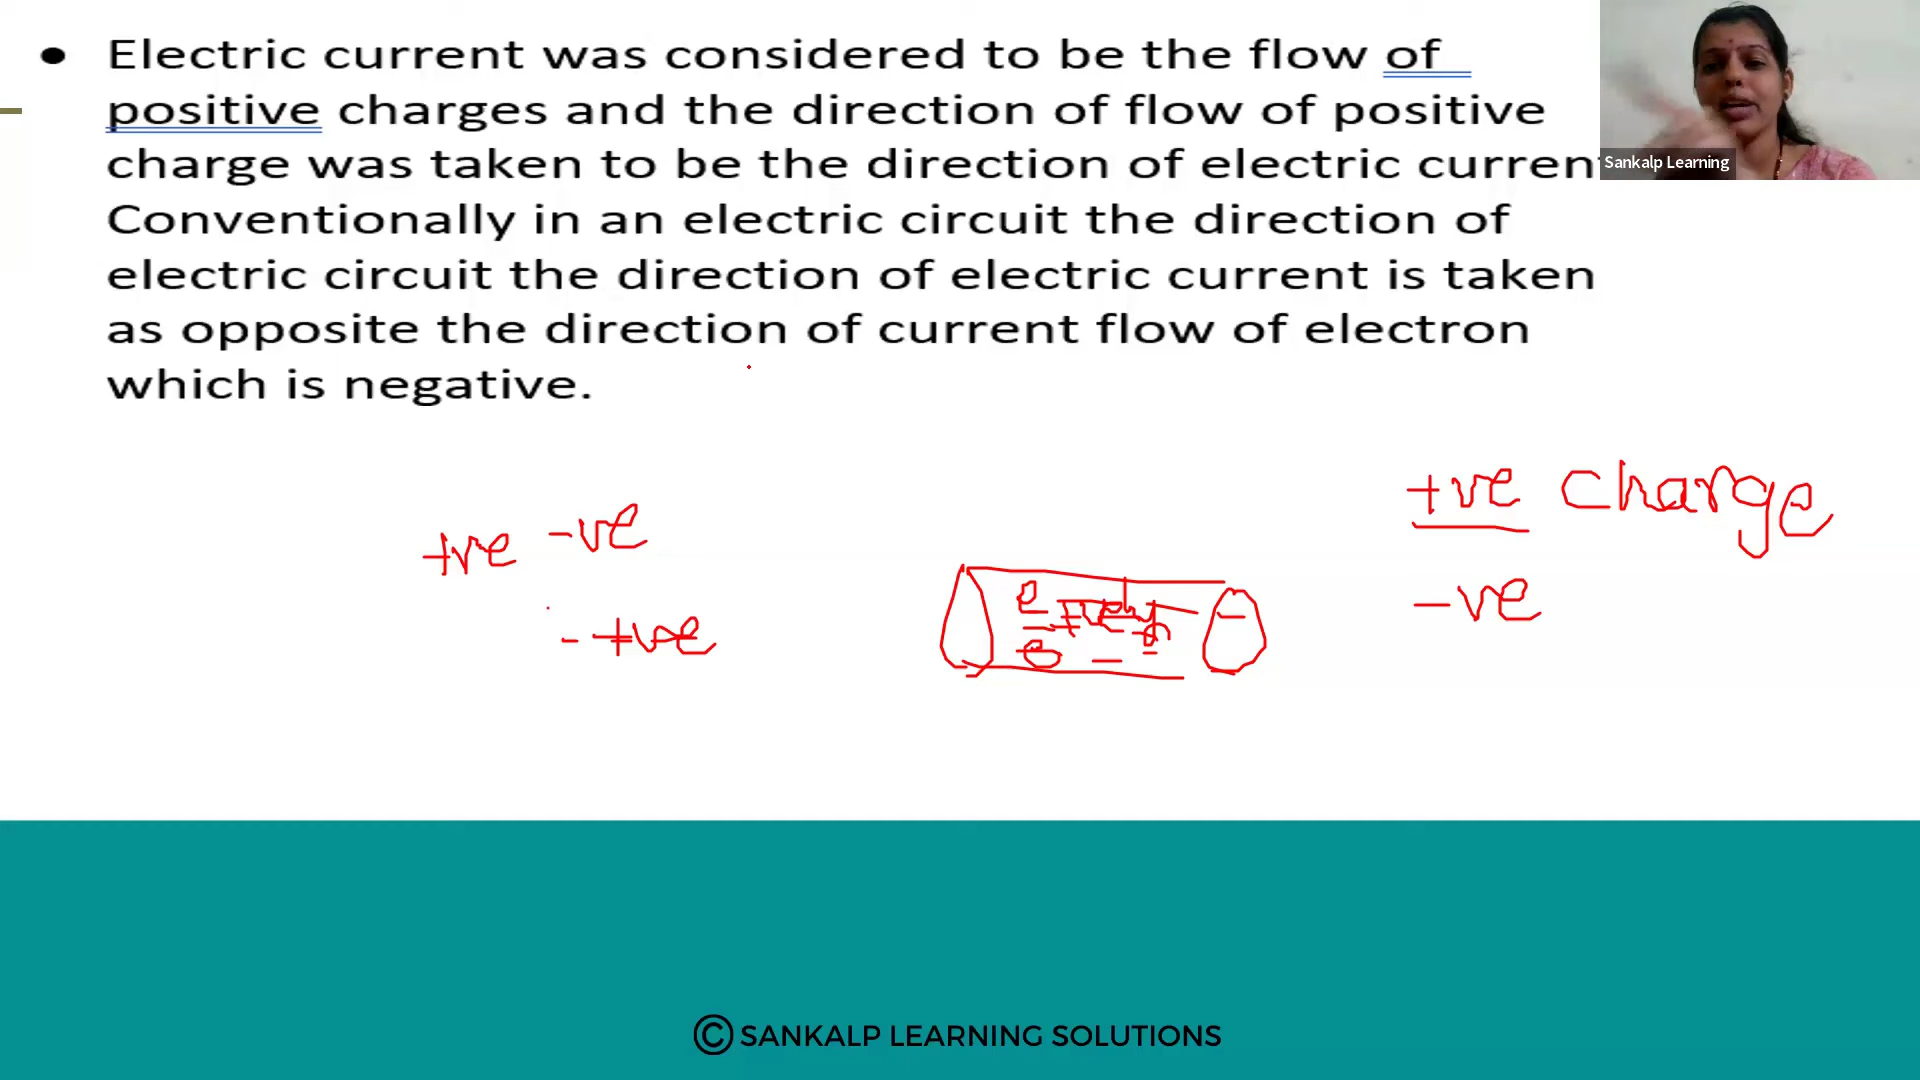 Electric current was considered to be the flow of
positive charges and the direction of flow of positive
charge was taken to be the direction of electric curren
Conventionally in an electric circuit the direction of
electric circuit the direction of electric current is taken
as opposite the direction of current flow of electron
which is negative.
Sankalp Learning
+ve charge
+ve -ve
-ve
- +ve
© SANKALP LEARNING SOLUTIONS